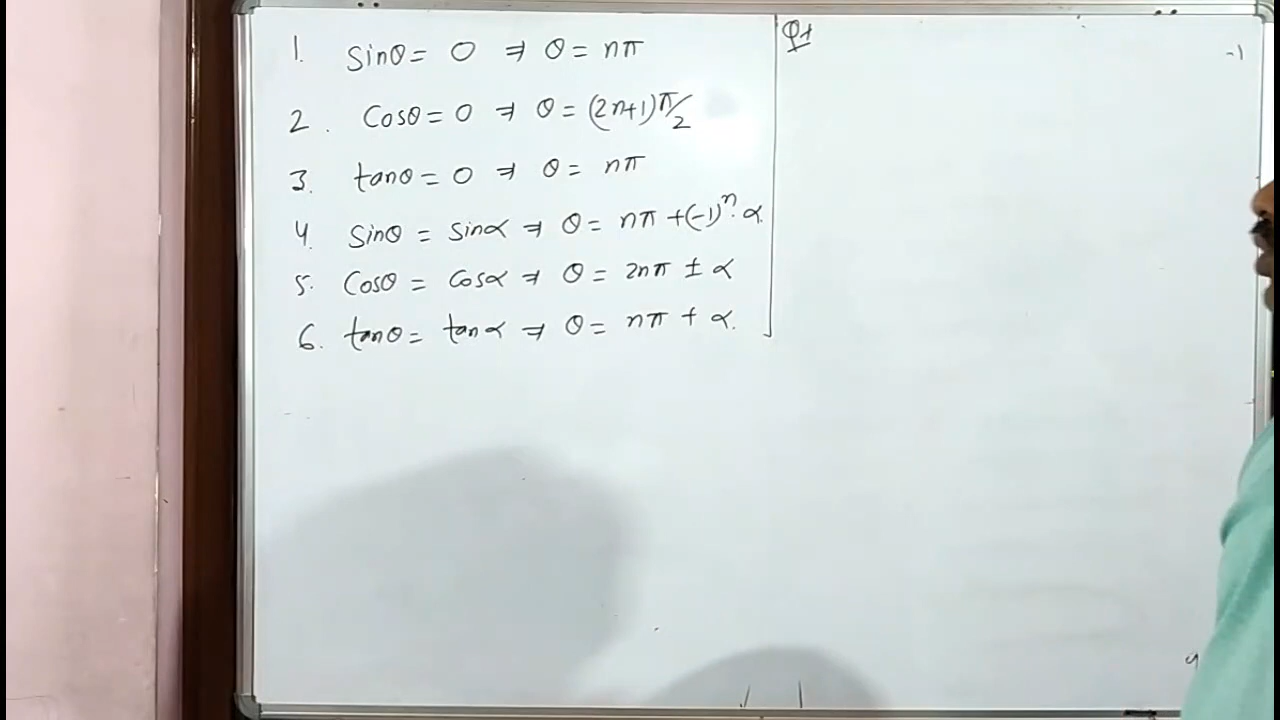 1. sinθ = 0 ⇒ θ = nπ
2. cosθ = 0 ⇒ θ = (2n+1)π/2
3. tanθ = 0 ⇒ θ = nπ
4. sinθ = sinα ⇒ θ = nπ + (-1)ⁿ·α.
5. cosθ = cosα ⇒ θ = 2nπ ± α
6. tanθ = tanα ⇒ θ = nπ + α.
-1